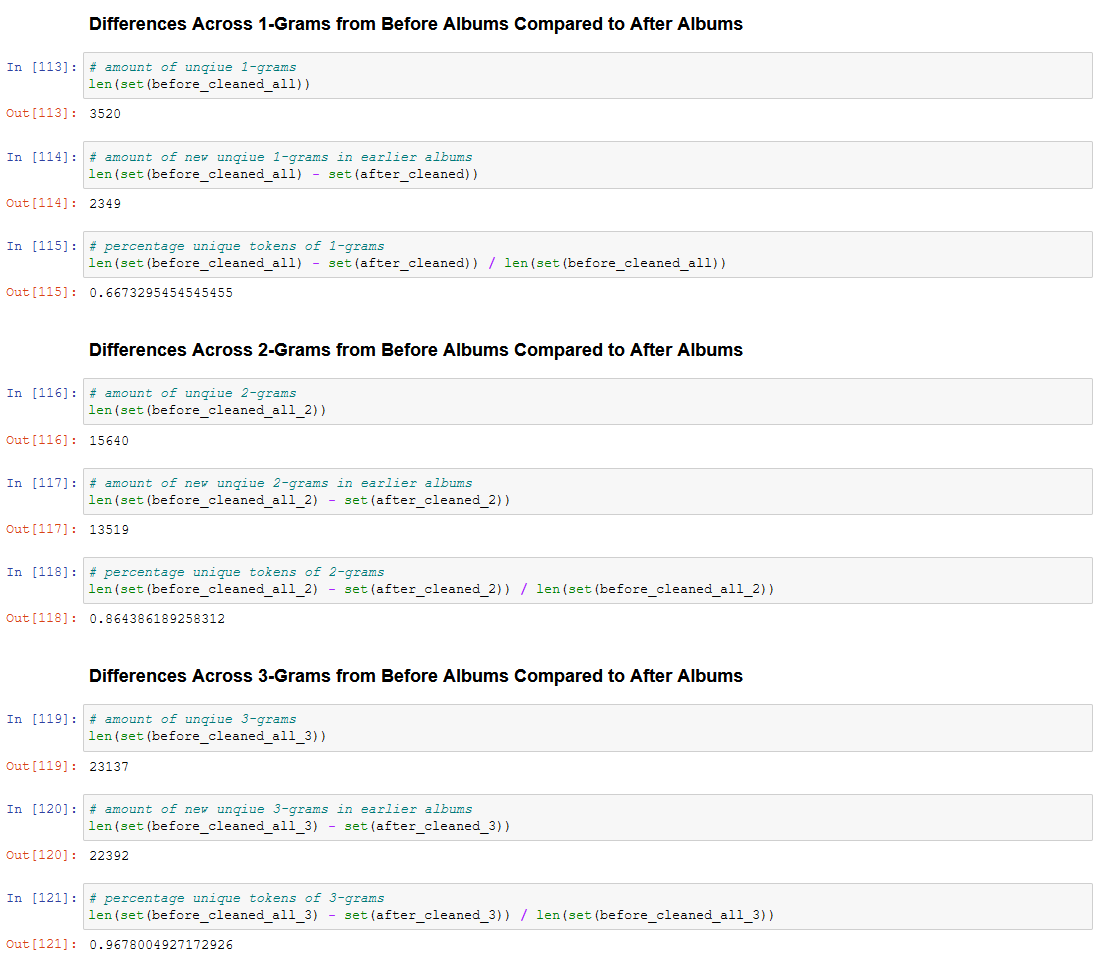 Differences Across 1-Grams from Before Albums Compared to After Albums
In [113]: # amount of unqiue 1-grams
len(set(before_cleaned_all))
Out[113]: 3520
In [114]: # amount of new unqiue 1-grams in earlier albums
len(set(before_cleaned_all) - set(after_cleaned))
Out[114]: 2349
In [115]: # percentage unique tokens of 1-grams
len(set(before_cleaned_all) - set(after_cleaned)) / len(set(before_cleaned_all))
Out[115]: 0.6673295454545455
Differences Across 2-Grams from Before Albums Compared to After Albums
In [116]: # amount of unqiue 2-grams
len(set(before_cleaned_all_2))
Out[116]: 15640
In [117]: # amount of new unqiue 2-grams in earlier albums
len(set(before_cleaned_all_2) - set(after_cleaned_2))
Out[117]: 13519
In [118]: # percentage unique tokens of 2-grams
len(set(before_cleaned_all_2) - set(after_cleaned_2)) / len(set(before_cleaned_all_2))
Out[118]: 0.864386189258312
Differences Across 3-Grams from Before Albums Compared to After Albums
In [119]: # amount of unqiue 3-grams
len(set(before_cleaned_all_3))
Out[119]: 23137
In [120]: # amount of new unqiue 3-grams in earlier albums
len(set(before_cleaned_all_3) - set(after_cleaned_3))
Out[120]: 22392
In [121]: # percentage unique tokens of 3-grams
len(set(before_cleaned_all_3) - set(after_cleaned_3)) / len(set(before_cleaned_all_3))
Out[121]: 0.9678004927172926